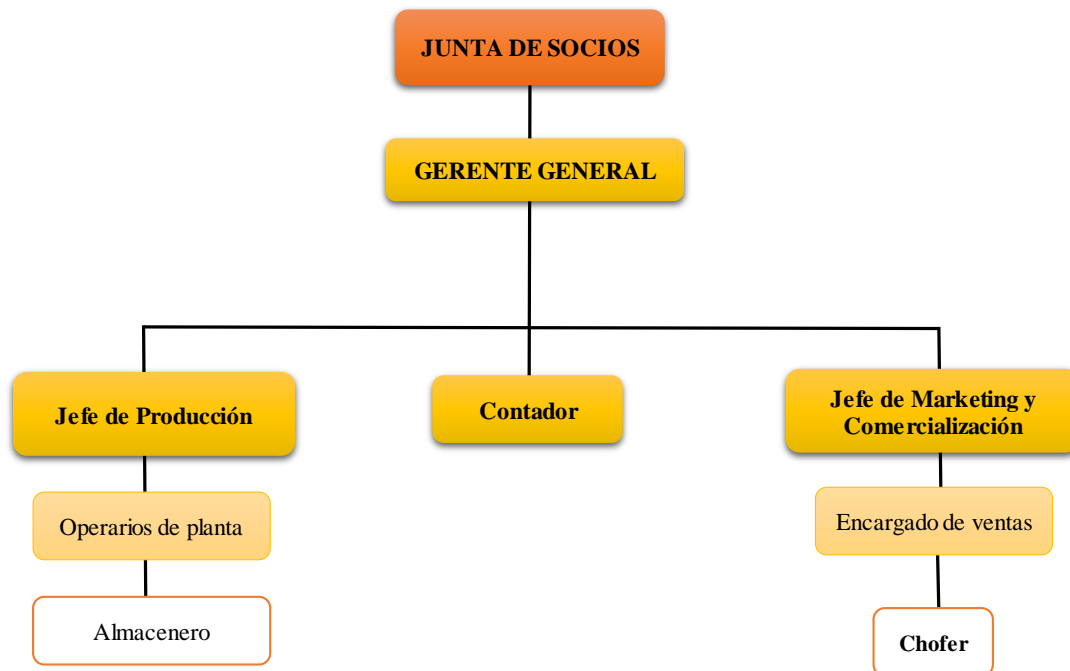 JUNTA DE SOCIOS
GERENTE GENERAL
Jefe de Producción
Contador
Jefe de Marketing y
Comercialización
Operarios de planta
Encargado de ventas
Almacenero
Chofer